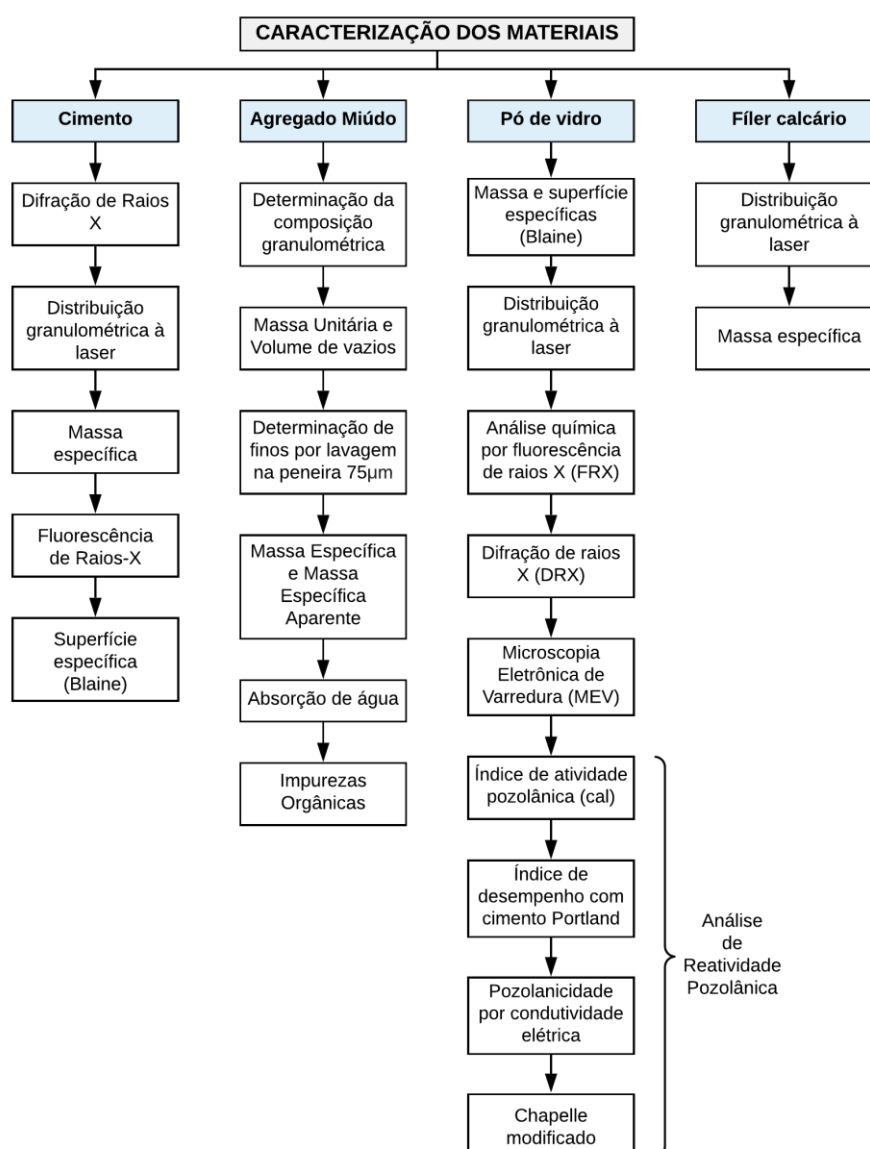 CARACTERIZAÇÃO DOS MATERIAIS
Cimento
Difração de Raios
X
Distribuição
granulométrica à
laser
Massa
específica
Fluorescência
de Raios-X
Superfície
específica
(Blaine)
Agregado Miúdo
Determinação da
composição
granulométrica
Massa Unitária e
Volume de vazios
Determinação de
finos por lavagem
na peneira 75μm
Massa Específica
e Massa
Específica
Aparente
Absorção de água
Impurezas
Orgânicas
Pó de vidro
Massa e superfície
específicas
(Blaine)
Distribuição
granulométrica à
laser
Análise química
por fluorescência
de raios X (FRX)
Difração de raios
X (DRX)
Microscopia
Eletrônica de
Varredura (MEV)
Índice de atividade
pozolânica (cal)
Índice de
desempenho com
cimento Portland
Pozolanicidade
por condutividade
elétrica
Chapelle
modificado
Análise
de
Reatividade
Pozolânica
Fíler calcário
Distribuição
granulométrica à
laser
Massa específica